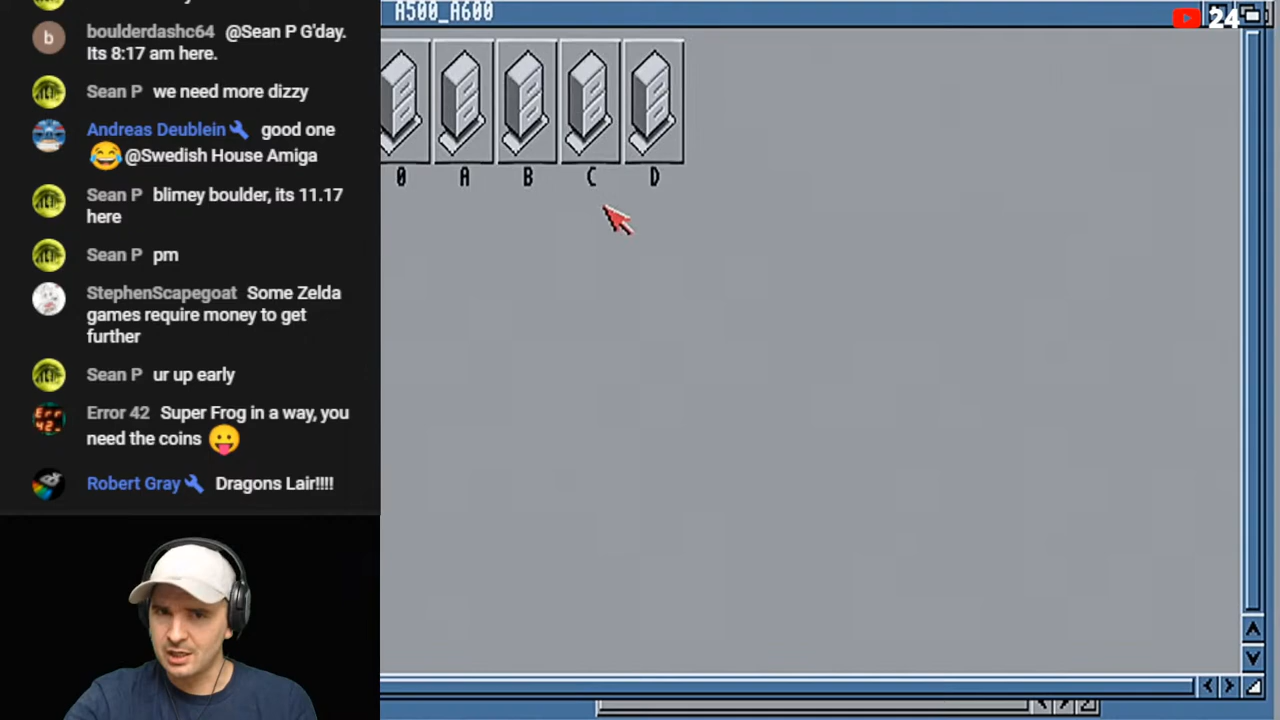 A500_A600
24
boulderdashc64 @Sean P G'day.
Its 8:17 am here.
Sean P we need more dizzy
Andreas Deublein good one
@Swedish House Amiga
Sean P blimey boulder, its 11.17
here
Sean P pm
StephenScapegoat Some Zelda
games require money to get
further
Sean P ur up early
Error 42 Super Frog in a way, you
need the coins
Robert Gray Dragons Lair!!!!
0 A B C D